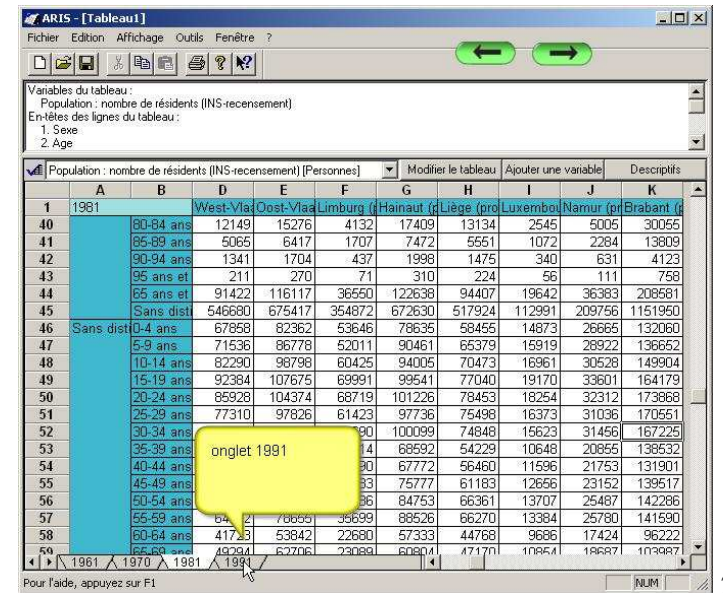 ARIS - [Tableau1]
Fichier Edition Affichage Outils Fenêtre ?
Variables du tableau :
Population : nombre de résidents (INS-recensement)
En-têtes des lignes du tableau :
1. Sexe
2. Age
Population : nombre de résidents (INS-recensement) [Personnes] Modifier le tableau Ajouter une variable Descriptifs
A B D E F G H I J K
1 1981 West-Vlaa Oost-Vlaa Limburg (p Hainaut (p Liège (pro Luxembou Namur (pr Brabant (p
40 80-84 ans 12149 15276 4132 17409 13134 2545 5005 30055
41 85-89 ans 5065 6417 1707 7472 5551 1072 2284 13809
42 90-94 ans 1341 1704 437 1998 1475 340 631 4123
43 95 ans et 211 270 71 310 224 56 111 758
44 65 ans et 91422 116117 36550 122638 94407 19642 36383 208581
45 Sans disti 546680 675417 354872 672630 517924 112991 209756 1151950
46 Sans disti 0-4 ans 67858 82362 53646 78635 58455 14873 26665 132060
47 5-9 ans 71536 86778 52011 90461 65379 15919 28922 136652
48 10-14 ans 82290 98798 60425 94005 70473 16961 30528 149904
49 15-19 ans 92384 107675 69991 99541 77040 19170 33601 164179
50 20-24 ans 85928 104374 68719 101226 78453 18254 32312 173868
51 25-29 ans 77310 97826 61423 97736 75498 16373 31036 170551
52 30-34 ans 100099 74848 15623 31456 167225
53 35-39 ans 14 68592 54229 10648 20855 138532
54 40-44 ans 67772 56460 11596 21753 131901
55 45-49 ans 75777 61183 12656 23152 139517
56 50-54 ans 84753 66361 13707 25487 142286
57 55-59 ans 78655 35699 88526 66270 13384 25780 141590
58 60-64 ans 53842 22680 57333 44768 9686 17424 96222
59 65-69 ans 49294 62706 23089 60804 47170 10854 18687 103987
onglet 1991
1961 1970 1981 1991
Pour l'aide, appuyez sur F1 NUM